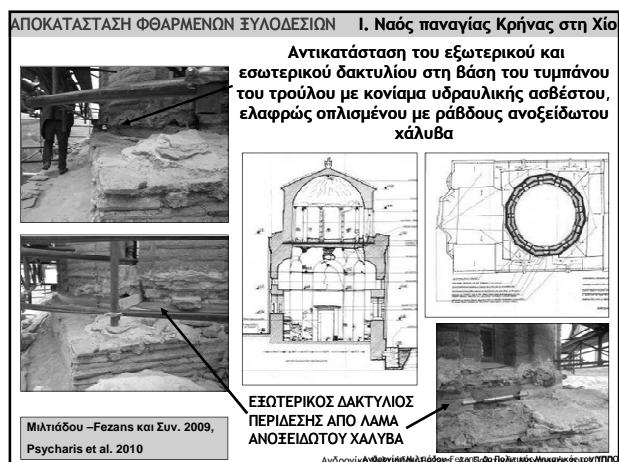 ΑΠΟΚΑΤΑΣΤΑΣΗ ΦΘΑΡΜΕΝΩΝ ΞΥΛΟΔΕΣΙΩΝ Ι. Ναός παναγίας Κρήνας στη Χίο
Αντικατάσταση του εξωτερικού και
εσωτερικού δακτυλίου στη βάση του τυμπάνου
του τρούλου με κονίαμα υδραυλικής ασβέστου,
ελαφρώς οπλισμένου με ράβδους ανοξείδωτου
χάλυβα
ΕΞΩΤΕΡΙΚΟΣ ΔΑΚΤΥΛΙΟΣ
ΠΕΡΙΔΕΣΗΣ ΑΠΟ ΛΑΜΑ
ΑΝΟΞΕΙΔΩΤΟΥ ΧΑΛΥΒΑ
Μιλτιάδου –Fezans και Συν. 2009,
Psycharis et al. 2010